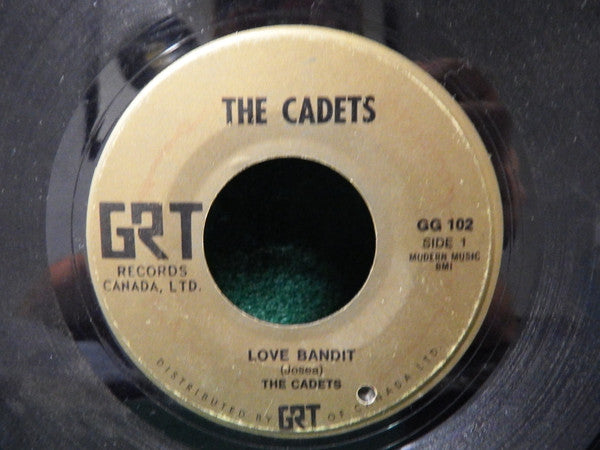 THE CADETS
GRT
RECORDS
CANADA, LTD.
GG 102
SIDE 1
MODERN MUSIC
BMI
LOVE BANDIT
(Josea)
THE CADETS
DISTRIBUTED BY GRT OF CANADA LTD.